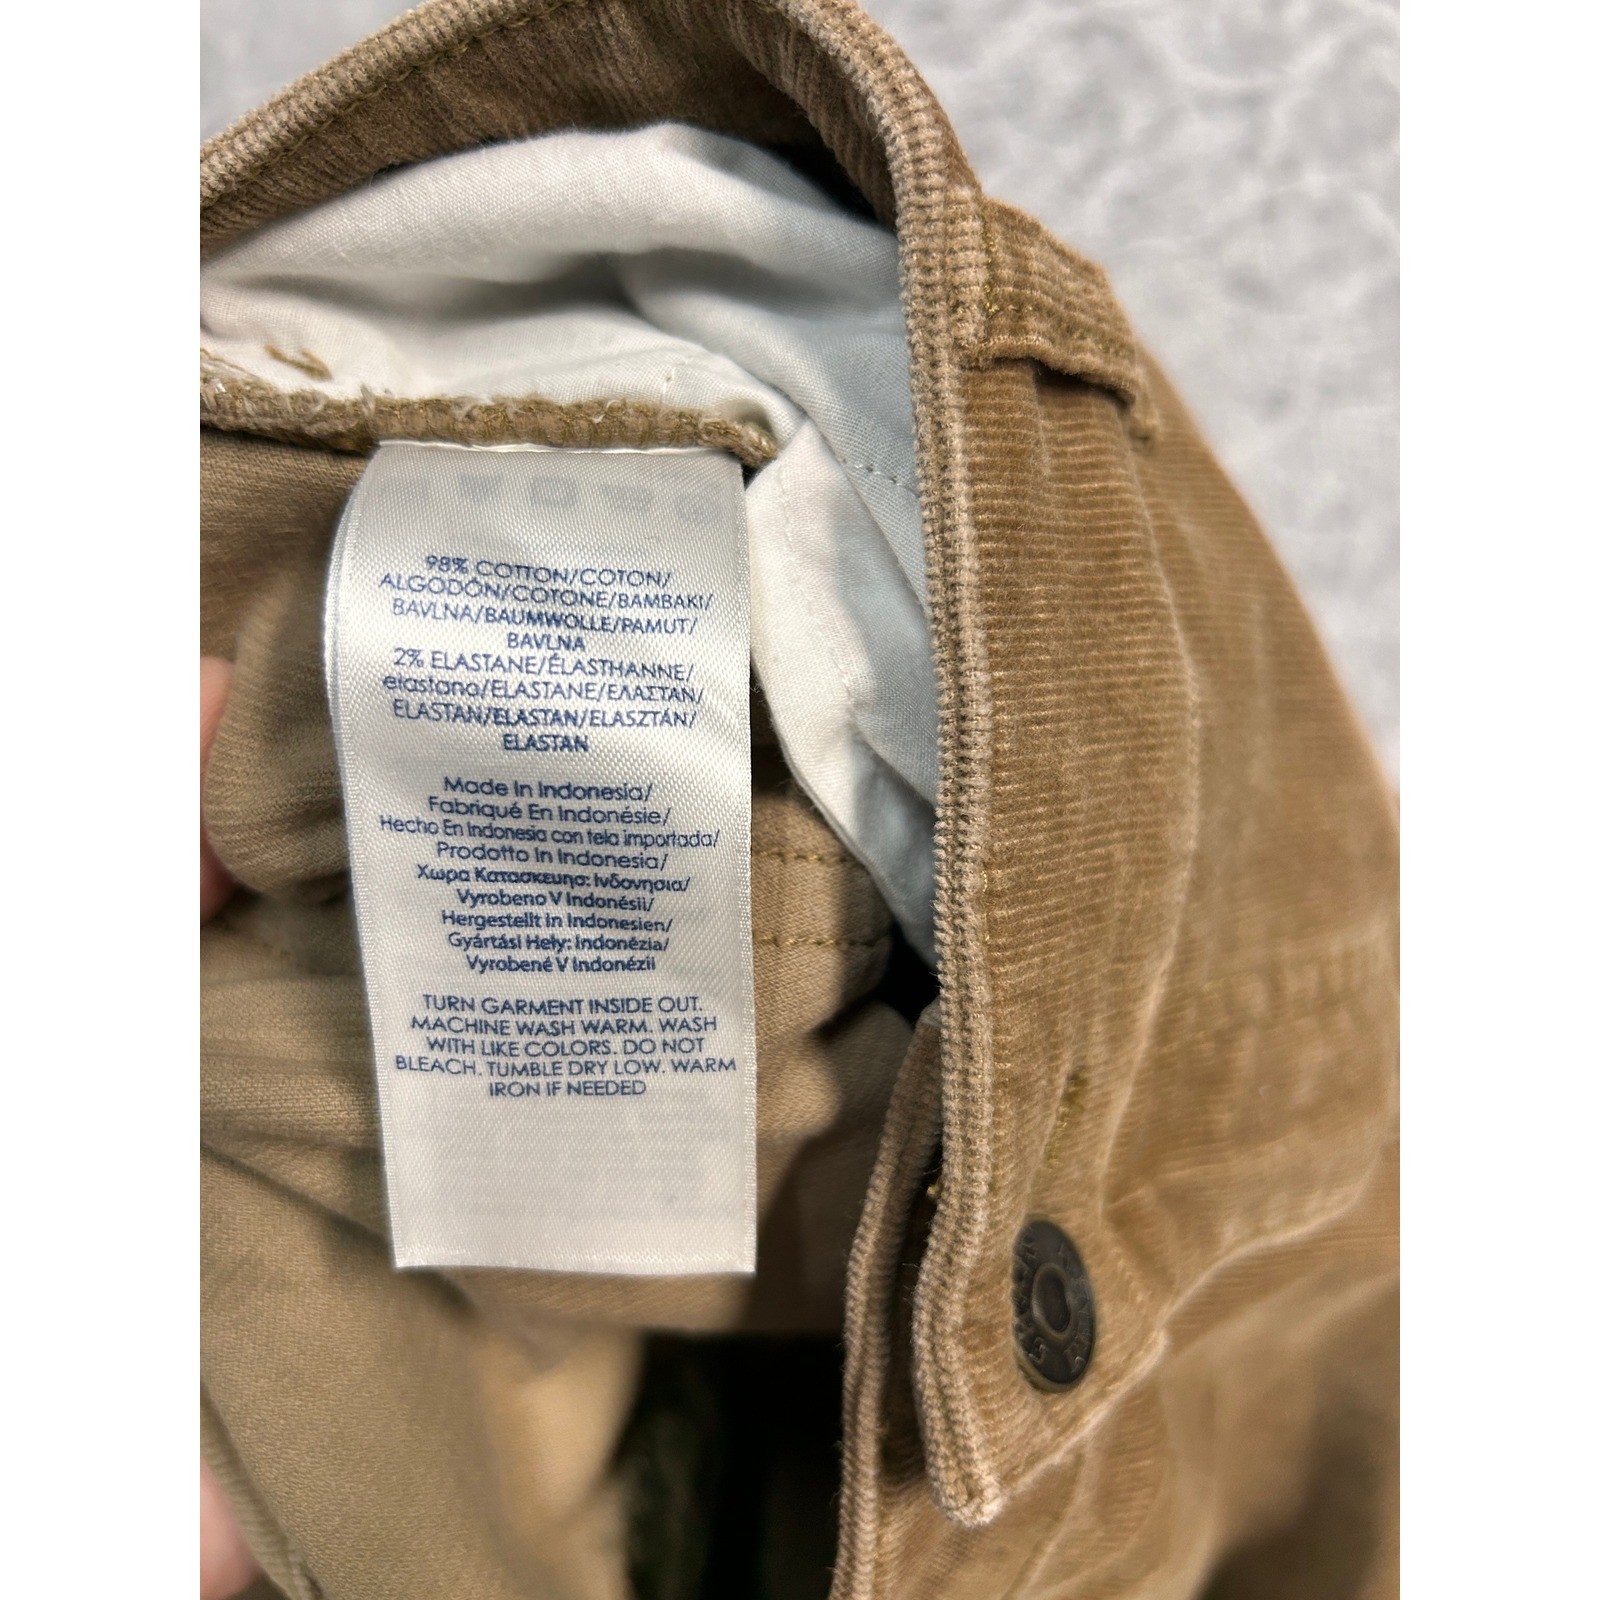 98% COTTON/COTON/
ALGODÓN/COTONE/BAMBAKI/
BAVLNA/BAUMWOLLE/PAMUT/
BAVLNA
2% ELASTANE/ÉLASTHANNE/
elastano/ELASTANE/ΕΛΑΣΤΑΝ/
ELASTAN/ELASTAN/ELASZTÁN/
ELASTAN
Made In Indonesia/
Fabriqué En Indonésie/
Hecho En Indonesia con tela importada/
Prodotto In Indonesia/
Χωρα Κατασκευησ: Ινδονησια/
Vyrobeno V Indonésii/
Hergestellt In Indonesien/
Gyártási Hely: Indonézia/
Vyrobené V Indonézii
TURN GARMENT INSIDE OUT.
MACHINE WASH WARM. WASH
WITH LIKE COLORS. DO NOT
BLEACH. TUMBLE DRY LOW. WARM
IRON IF NEEDED